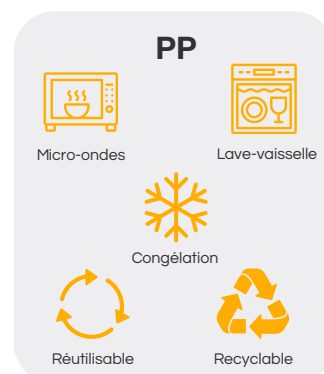 PP
Micro-ondes
Lave-vaisselle
Congélation
Réutilisable
Recyclable